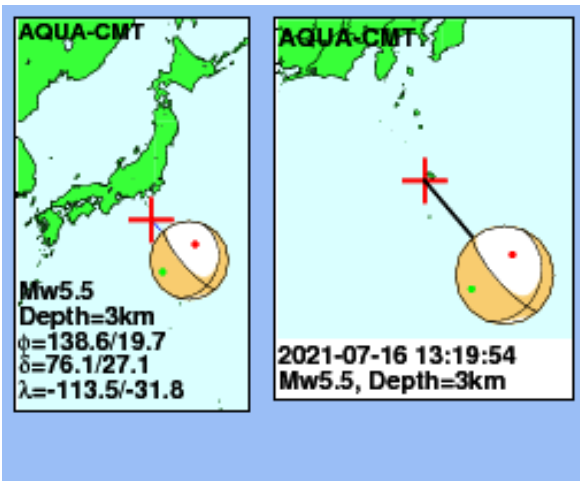 AQUA-CMT
Mw5.5
Depth=3km
ϕ=138.6/19.7
δ=76.1/27.1
λ=-113.5/-31.8
AQUA-CMT
2021-07-16 13:19:54
Mw5.5, Depth=3km